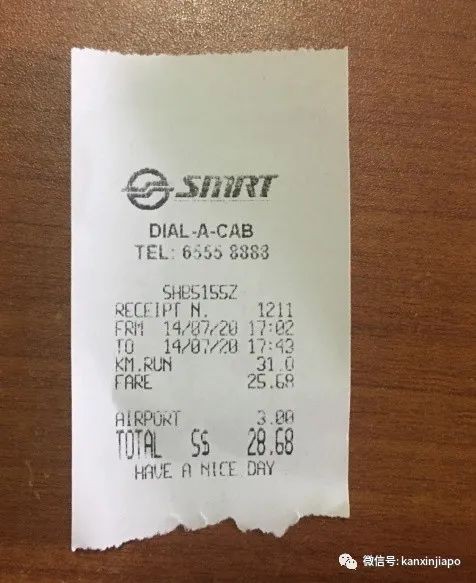 SMRT
DIAL-A-CAB
TEL: 6555 8888
SHB5155Z
RECEIPT N. 1211
FRM 14/07/20 17:02
TO 14/07/20 17:43
KM.RUN 31.0
FARE 25.68
AIRPORT 3.00
TOTAL S$ 28.68
HAVE A NICE DAY
微信号: kanxinjiapo